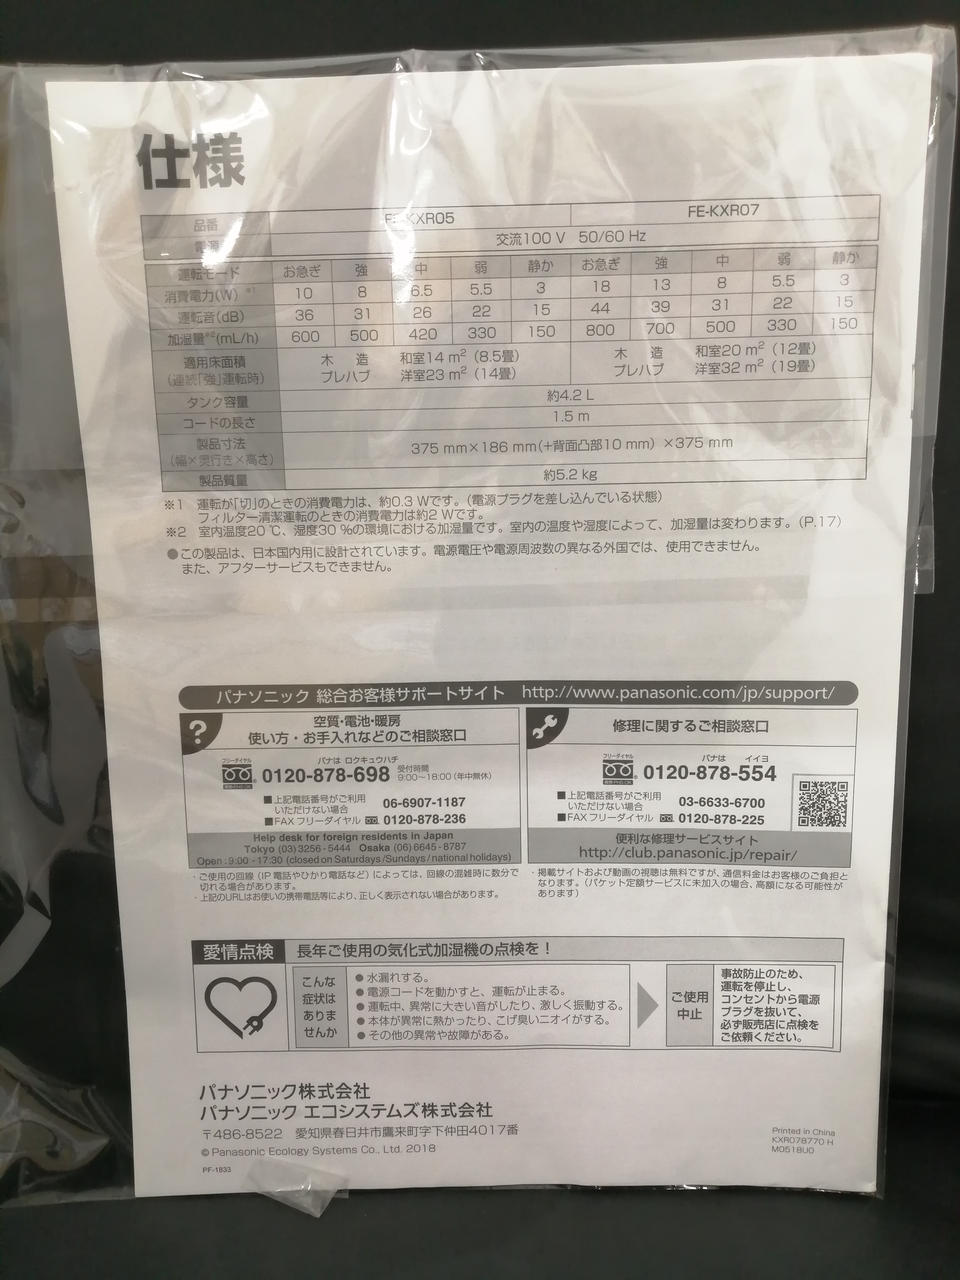 仕様
品番 FE-KXR05 FE-KXR07
電源 交流100 V 50/60 Hz
運転モード お急ぎ 強 中 弱 静か お急ぎ 強 中 弱 静か
消費電力(W) ※1 10 8 6.5 5.5 3 18 13 8 5.5 3
運転音(dB) 36 31 26 22 15 44 39 31 22 15
加湿量※2(mL/h) 600 500 420 330 150 800 700 500 330 150
適用床面積 木造 和室14 m²（8.5畳） 木造 和室20 m²（12畳）
（連続「強」運転時） プレハブ 洋室23 m²（14畳） プレハブ 洋室32 m²（19畳）
タンク容量 約4.2 L
コードの長さ 1.5 m
製品寸法
（幅×奥行き×高さ） 375 mm×186 mm(+背面凸部10 mm) ×375 mm
製品質量 約5.2 kg
※1 運転が「切」のときの消費電力は、約0.3 Wです。（電源プラグを差し込んでいる状態）
フィルター清潔運転のときの消費電力は約2 Wです。
※2 室内温度20 ℃、湿度30 %の環境における加湿量です。室内の温度や湿度によって、加湿量は変わります。（P.17）
●この製品は、日本国内用に設計されています。電源電圧や電源周波数の異なる外国では、使用できません。
また、アフターサービスもできません。
パナソニック 総合お客様サポートサイト http://www.panasonic.com/jp/support/
?
空質・電池・暖房
使い方・お手入れなどのご相談窓口
フリーダイヤル パナは ロクキュウハチ
0120-878-698 受付時間 9:00〜18:00（年中無休）
■上記電話番号がご利用
いただけない場合 06-6907-1187
■FAX フリーダイヤル 0120-878-236
Help desk for foreign residents in Japan
Tokyo (03) 3256 - 5444 Osaka (06) 6645 - 8787
Open : 9:00 - 17:30 (closed on Saturdays /Sundays / national holidays)
修理に関するご相談窓口
フリーダイヤル パナは イイヨ
0120-878-554
■上記電話番号がご利用
いただけない場合 03-6633-6700
■FAX フリーダイヤル 0120-878-225
便利な修理サービスサイト
http://club.panasonic.jp/repair/
・ご使用の回線（IP 電話やひかり電話など）によっては、回線の混雑時に数分で
切れる場合があります。
・上記のURLはお使いの携帯電話等により、正しく表示されない場合があります。
・掲載サイトおよび動画の視聴は無料ですが、通信料金はお客様のご負担と
なります。（パケット定額サービスに未加入の場合、高額になる可能性が
あります）
愛情点検 長年ご使用の気化式加湿機の点検を！
こんな
症状は
ありま
せんか
●水漏れする。
●電源コードを動かすと、運転が止まる。
●運転中、異常に大きい音がしたり、激しく振動する。
●本体が異常に熱かったり、こげ臭いニオイがする。
●その他の異常や故障がある。
ご使用
中止
事故防止のため、
運転を停止し、
コンセントから電源
プラグを抜いて、
必ず販売店に点検を
ご依頼ください。
パナソニック株式会社
パナソニック エコシステムズ株式会社
〒486-8522 愛知県春日井市鷹来町字下仲田4017番
© Panasonic Ecology Systems Co., Ltd. 2018
PF-1833
Printed in China
KXR078770 H
M0518U0